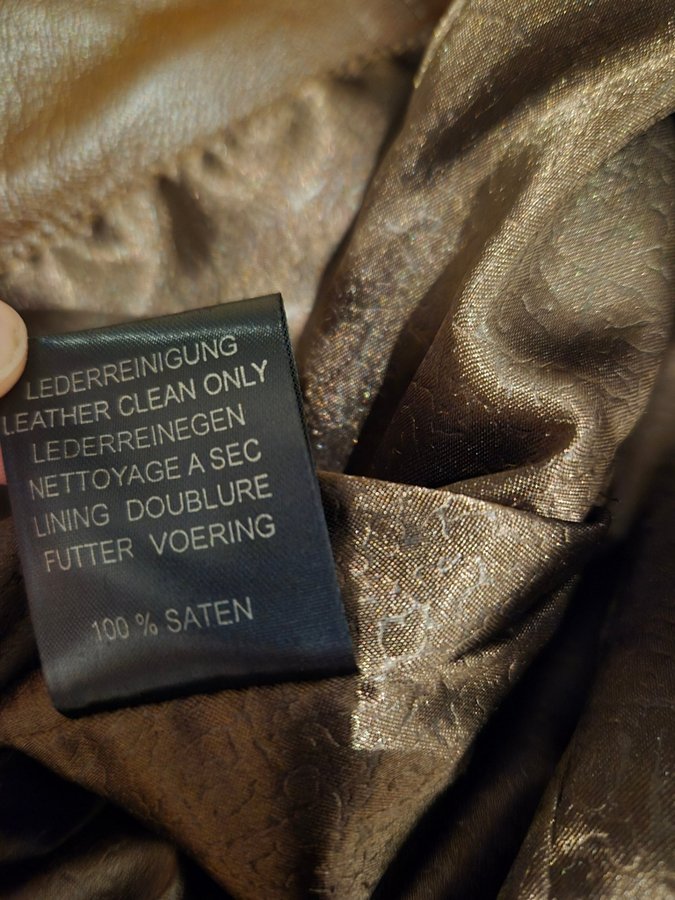 LEDERREINIGUNG
LEATHER CLEAN ONLY
LEDERREINEGEN
NETTOYAGE A SEC
LINING DOUBLURE
FUTTER VOERING
100 % SATEN